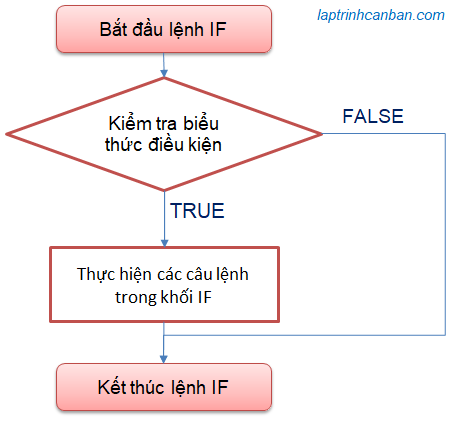 laptrinhcanban.com
Bắt đầu lệnh IF
Kiểm tra biểu
thức điều kiện
FALSE
TRUE
Thực hiện các câu lệnh
trong khối IF
Kết thúc lệnh IF